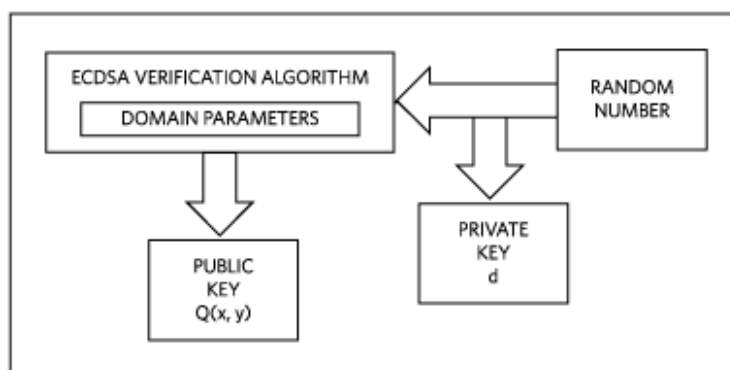 ECDSA VERIFICATION ALGORITHM
DOMAIN PARAMETERS
RANDOM
NUMBER
PUBLIC
KEY
Q(x, y)
PRIVATE
KEY
d